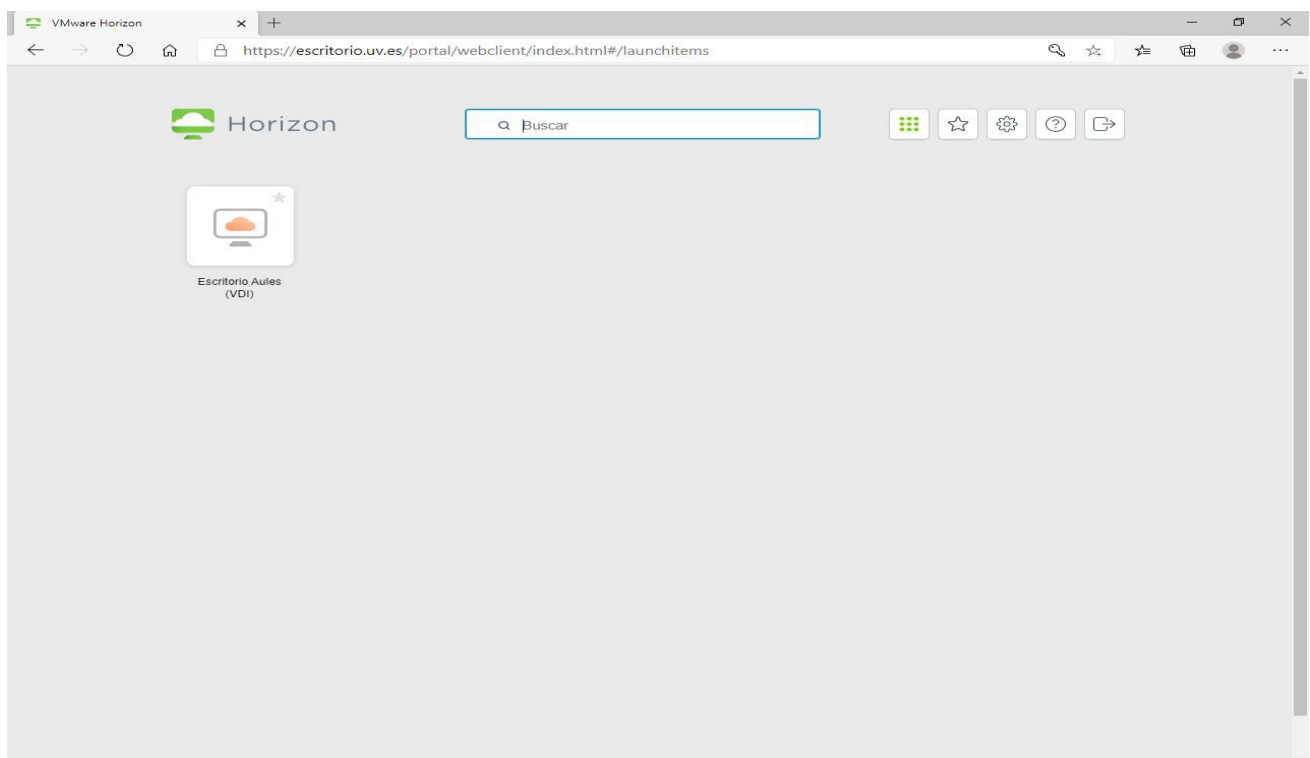 VMware Horizon
https://escritorio.uv.es/portal/webclient/index.html#/launchitems
Horizon
Buscar
Escritorio Aules
(VDI)